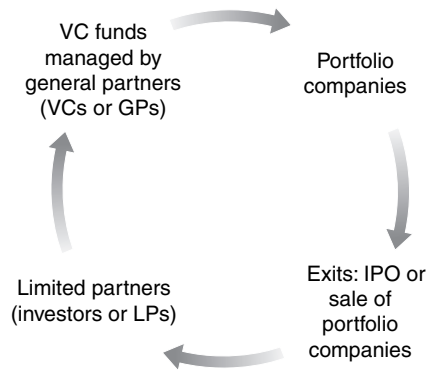 VC funds
managed by
general partners
(VCs or GPs)
Portfolio
companies
Exits: IPO or
sale of
portfolio
companies
Limited partners
(investors or LPs)